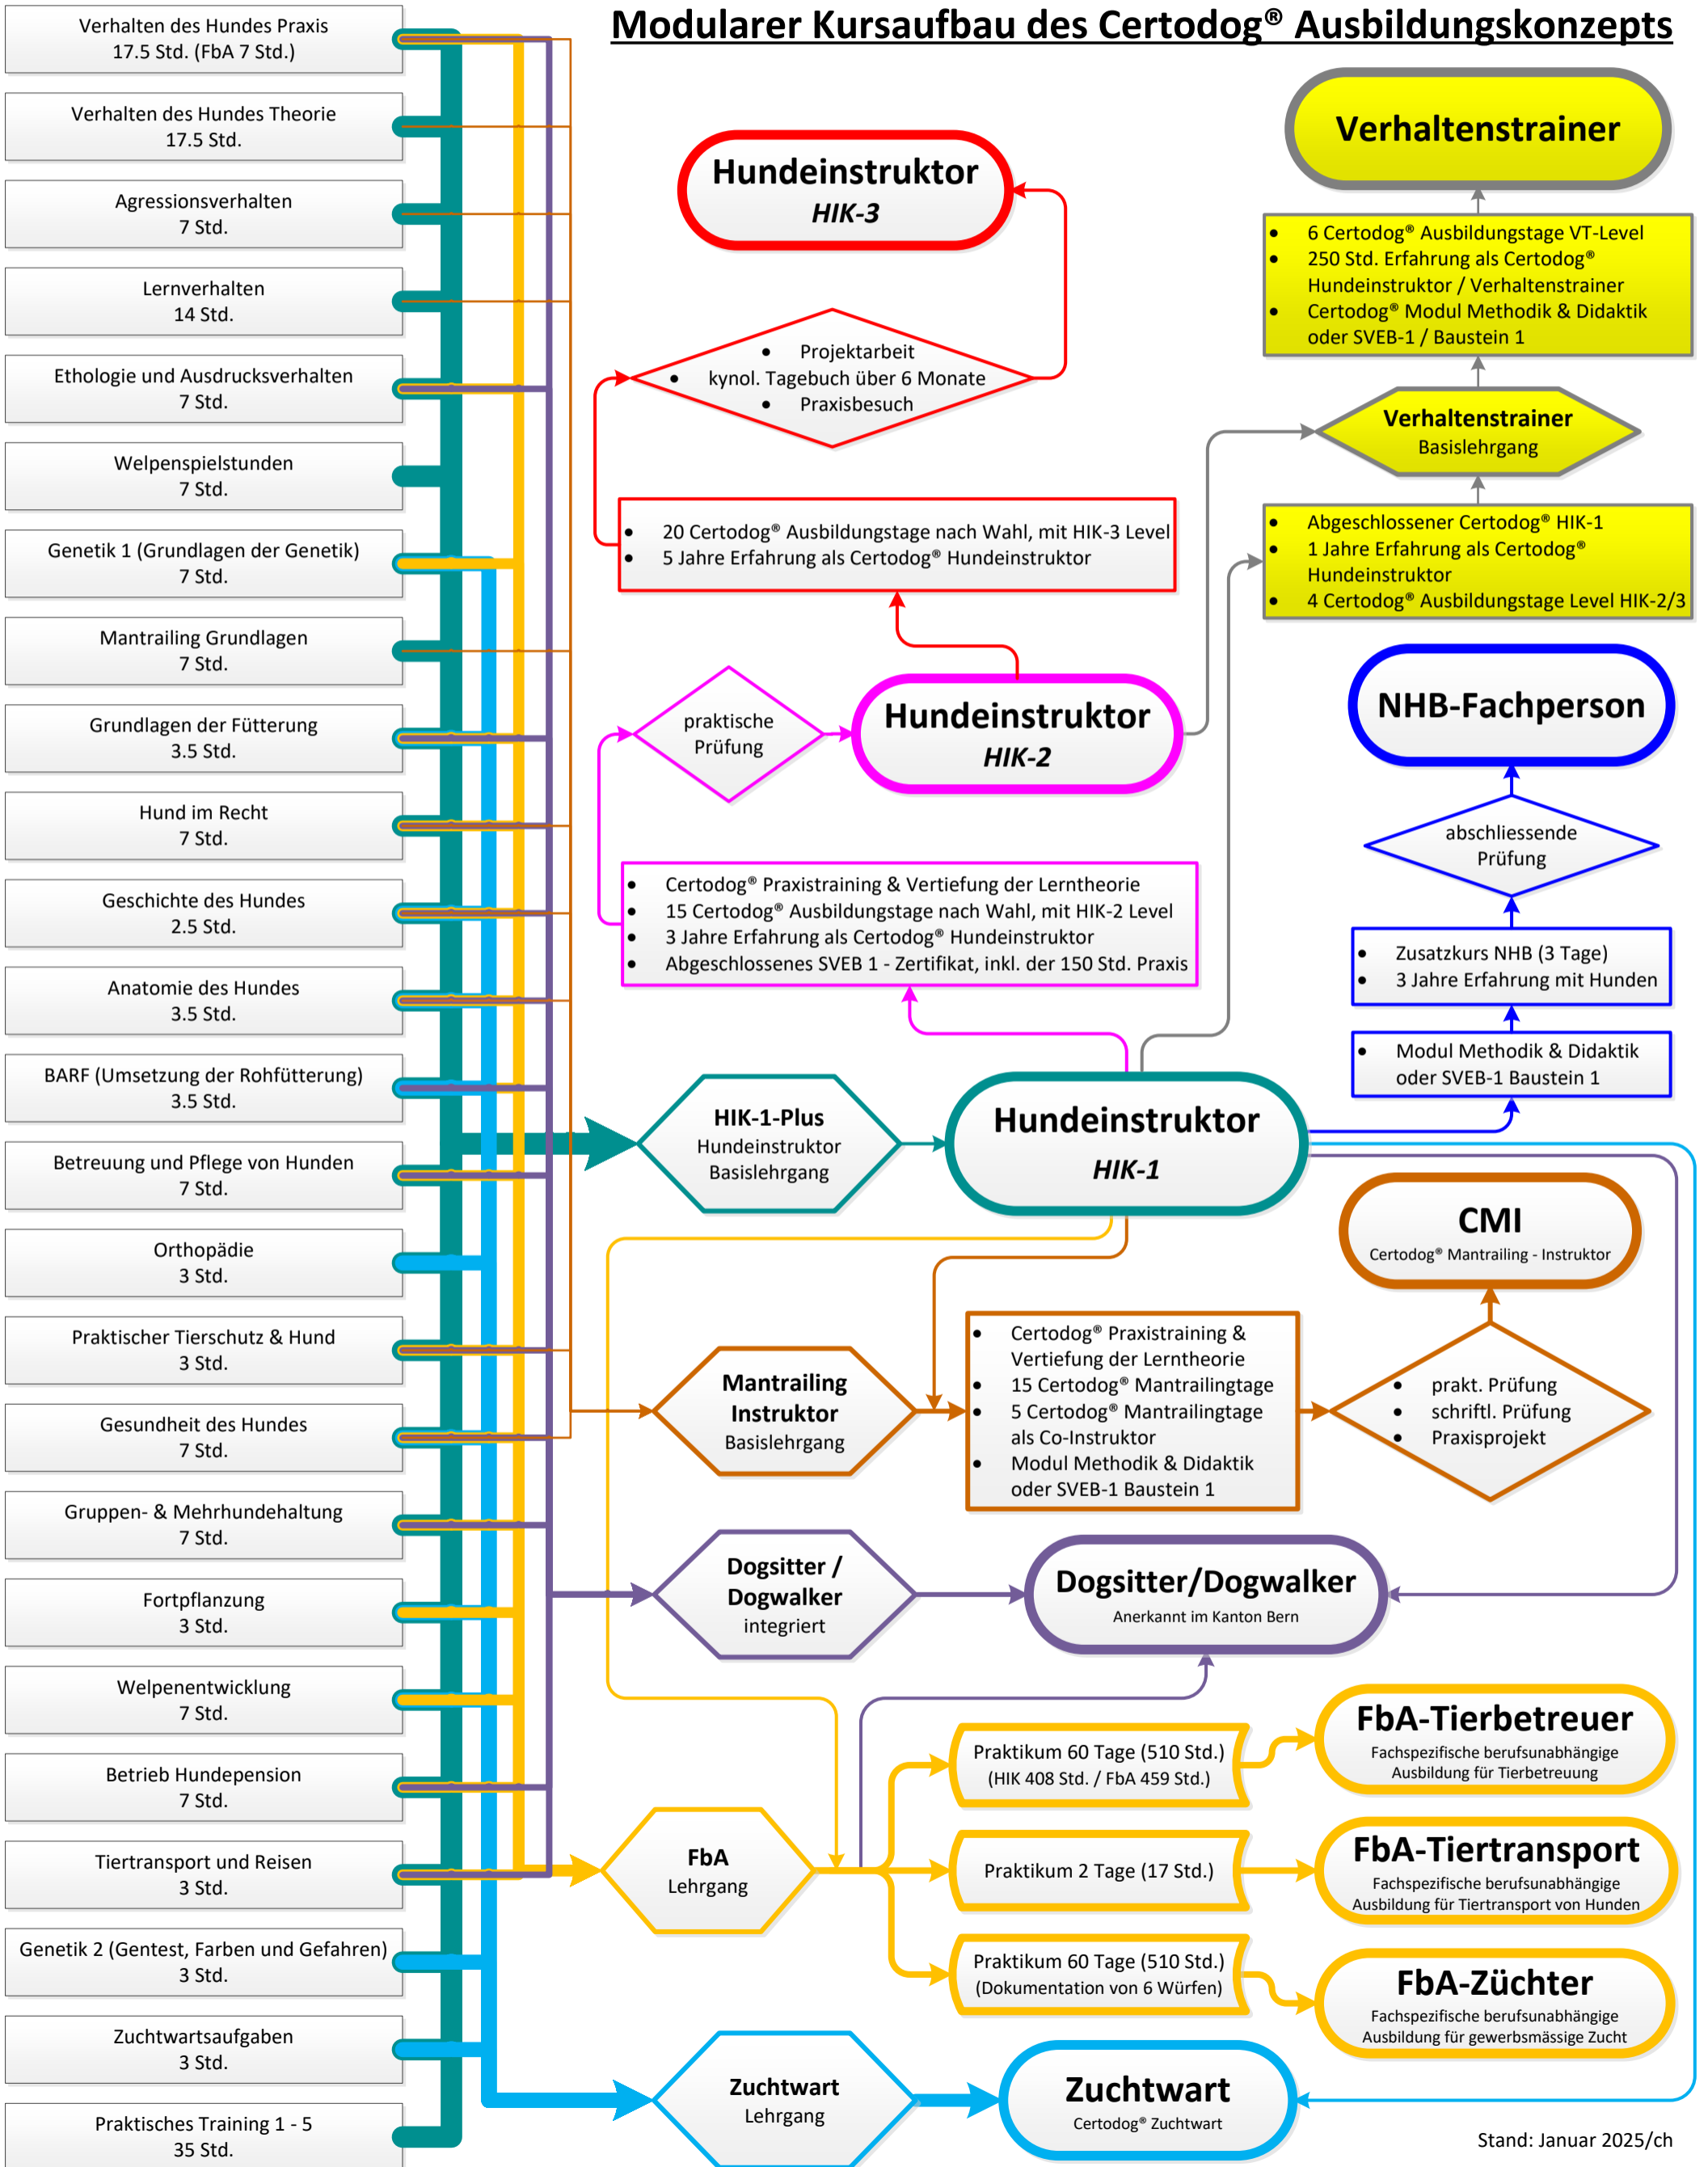 Modularer Kursaufbau des Certodog® Ausbildungskonzepts
Verhalten des Hundes Praxis
17.5 Std. (FbA 7 Std.)
Verhalten des Hundes Theorie
17.5 Std.
Agressionsverhalten
7 Std.
Lernverhalten
14 Std.
Ethologie und Ausdrucksverhalten
7 Std.
Welpenspielstunden
7 Std.
Genetik 1 (Grundlagen der Genetik)
7 Std.
Mantrailing Grundlagen
7 Std.
Grundlagen der Fütterung
3.5 Std.
Hund im Recht
7 Std.
Geschichte des Hundes
2.5 Std.
Anatomie des Hundes
3.5 Std.
BARF (Umsetzung der Rohfütterung)
3.5 Std.
Betreuung und Pflege von Hunden
7 Std.
Orthopädie
3 Std.
Praktischer Tierschutz & Hund
3 Std.
Gesundheit des Hundes
7 Std.
Gruppen- & Mehrhundehaltung
7 Std.
Fortpflanzung
3 Std.
Welpenentwicklung
7 Std.
Betrieb Hundepension
7 Std.
Tiertransport und Reisen
3 Std.
Genetik 2 (Gentest, Farben und Gefahren)
3 Std.
Zuchtwartsaufgaben
3 Std.
Praktisches Training 1 - 5
35 Std.
Hundeinstruktor
HIK-3
• Projektarbeit
• kynol. Tagebuch über 6 Monate
• Praxisbesuch
• 20 Certodog® Ausbildungstage nach Wahl, mit HIK-3 Level
• 5 Jahre Erfahrung als Certodog® Hundeinstruktor
praktische
Prüfung
Hundeinstruktor
HIK-2
• Certodog® Praxistraining & Vertiefung der Lerntheorie
• 15 Certodog® Ausbildungstage nach Wahl, mit HIK-2 Level
• 3 Jahre Erfahrung als Certodog® Hundeinstruktor
• Abgeschlossenes SVEB 1 - Zertifikat, inkl. der 150 Std. Praxis
HIK-1-Plus
Hundeinstruktor
Basislehrgang
Hundeinstruktor
HIK-1
Verhaltenstrainer
• 6 Certodog® Ausbildungstage VT-Level
• 250 Std. Erfahrung als Certodog®
Hundeinstruktor / Verhaltenstrainer
• Certodog® Modul Methodik & Didaktik
oder SVEB-1 / Baustein 1
Verhaltenstrainer
Basislehrgang
• Abgeschlossener Certodog® HIK-1
• 1 Jahre Erfahrung als Certodog®
Hundeinstruktor
• 4 Certodog® Ausbildungstage Level HIK-2/3
NHB-Fachperson
abschliessende
Prüfung
• Zusatzkurs NHB (3 Tage)
• 3 Jahre Erfahrung mit Hunden
• Modul Methodik & Didaktik
oder SVEB-1 Baustein 1
CMI
Certodog® Mantrailing - Instruktor
Mantrailing
Instruktor
Basislehrgang
• Certodog® Praxistraining &
Vertiefung der Lerntheorie
• 15 Certodog® Mantrailingtage
• 5 Certodog® Mantrailingtage
als Co-Instruktor
• Modul Methodik & Didaktik
oder SVEB-1 Baustein 1
• prakt. Prüfung
• schriftl. Prüfung
• Praxisprojekt
Dogsitter /
Dogwalker
integriert
Dogsitter/Dogwalker
Anerkannt im Kanton Bern
FbA
Lehrgang
Praktikum 60 Tage (510 Std.)
(HIK 408 Std. / FbA 459 Std.)
FbA-Tierbetreuer
Fachspezifische berufsunabhängige
Ausbildung für Tierbetreuung
Praktikum 2 Tage (17 Std.)
FbA-Tiertransport
Fachspezifische berufsunabhängige
Ausbildung für Tiertransport von Hunden
Praktikum 60 Tage (510 Std.)
(Dokumentation von 6 Würfen)
FbA-Züchter
Fachspezifische berufsunabhängige
Ausbildung für gewerbsmässige Zucht
Zuchtwart
Lehrgang
Zuchtwart
Certodog® Zuchtwart
Stand: Januar 2025/ch